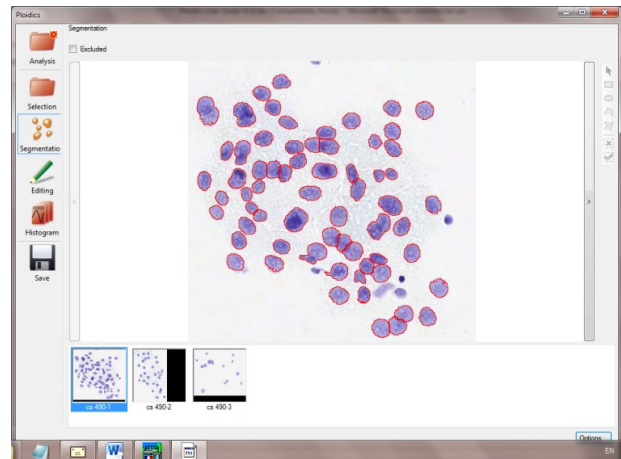 Ploidics
Segmentation
Excluded
Analysis
Selection
Segmentatio
Editing
Histogram
Save
cs 490-1
cs 490-2
cs 490-3
Options...
EN